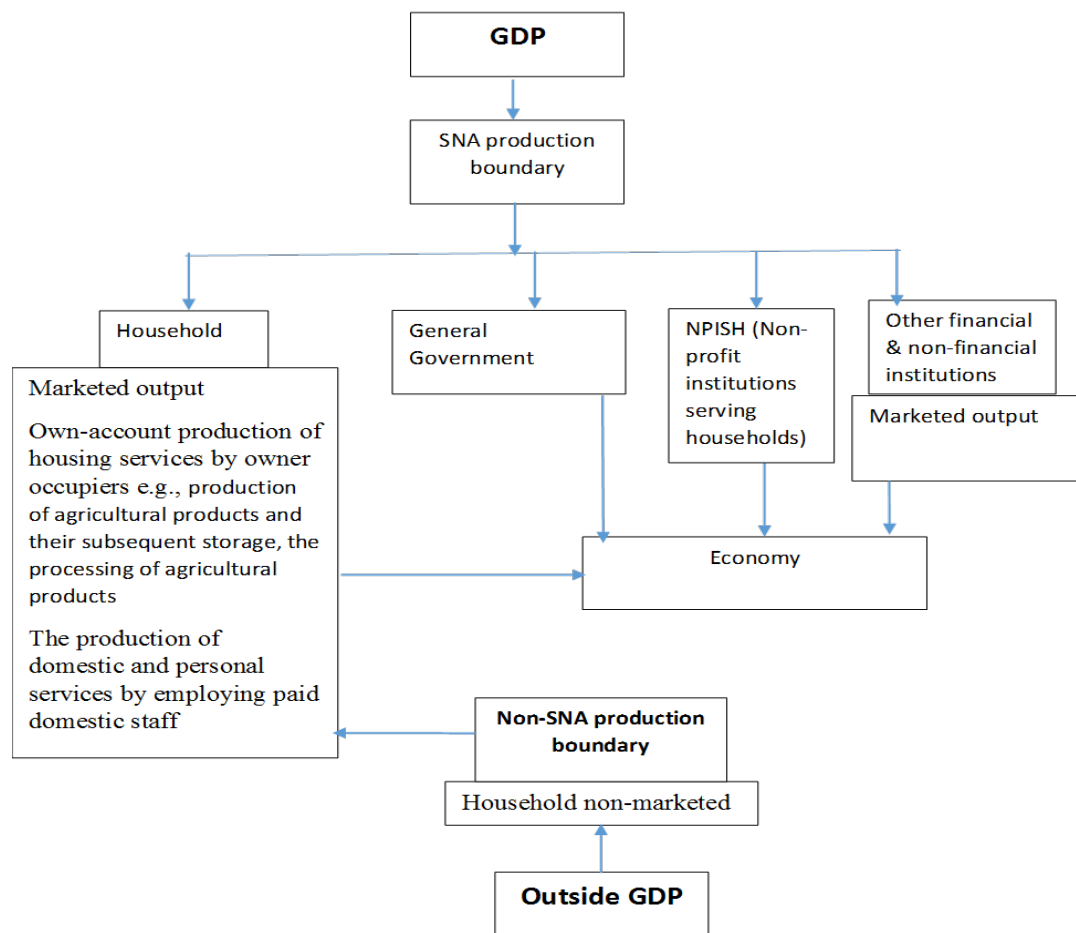 GDP
SNA production
boundary
Household
Marketed output
Own-account production of
housing services by owner
occupiers e.g., production
of agricultural products and
their subsequent storage, the
processing of agricultural
products
The production of
domestic and personal
services by employing paid
domestic staff
General
Government
NPISH (Non-
profit
institutions
serving
households)
Other financial
& non-financial
institutions
Marketed output
Economy
Non-SNA production
boundary
Household non-marketed
Outside GDP